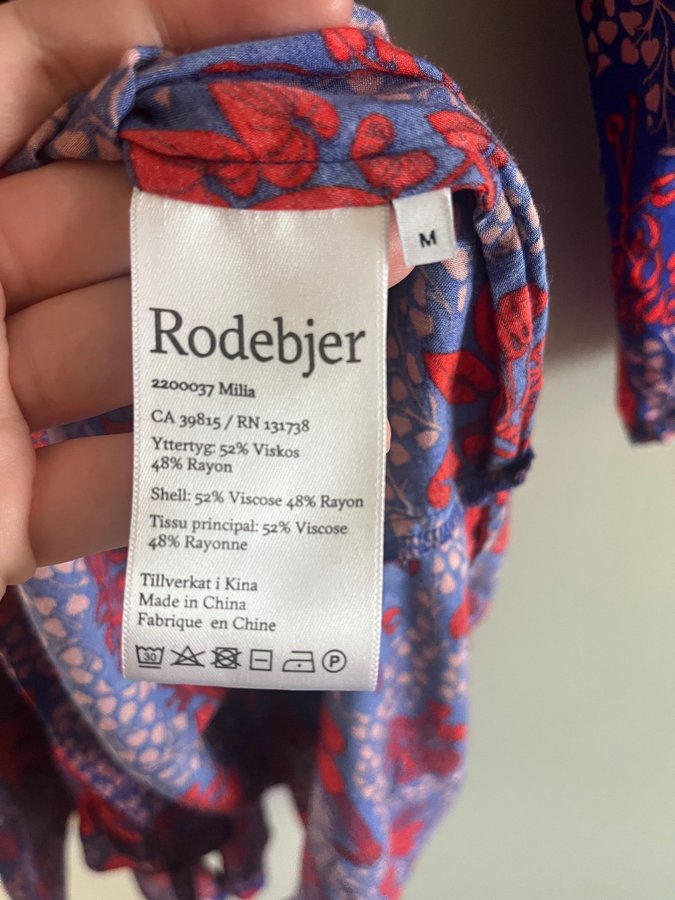 M
Rodebjer
2200037 Milia
CA 39815 / RN 131738
Yttertyg: 52% Viskos
48% Rayon
Shell: 52% Viscose 48% Rayon
Tissu principal: 52% Viscose
48% Rayonne
Tillverkat i Kina
Made in China
Fabrique en Chine
30
P